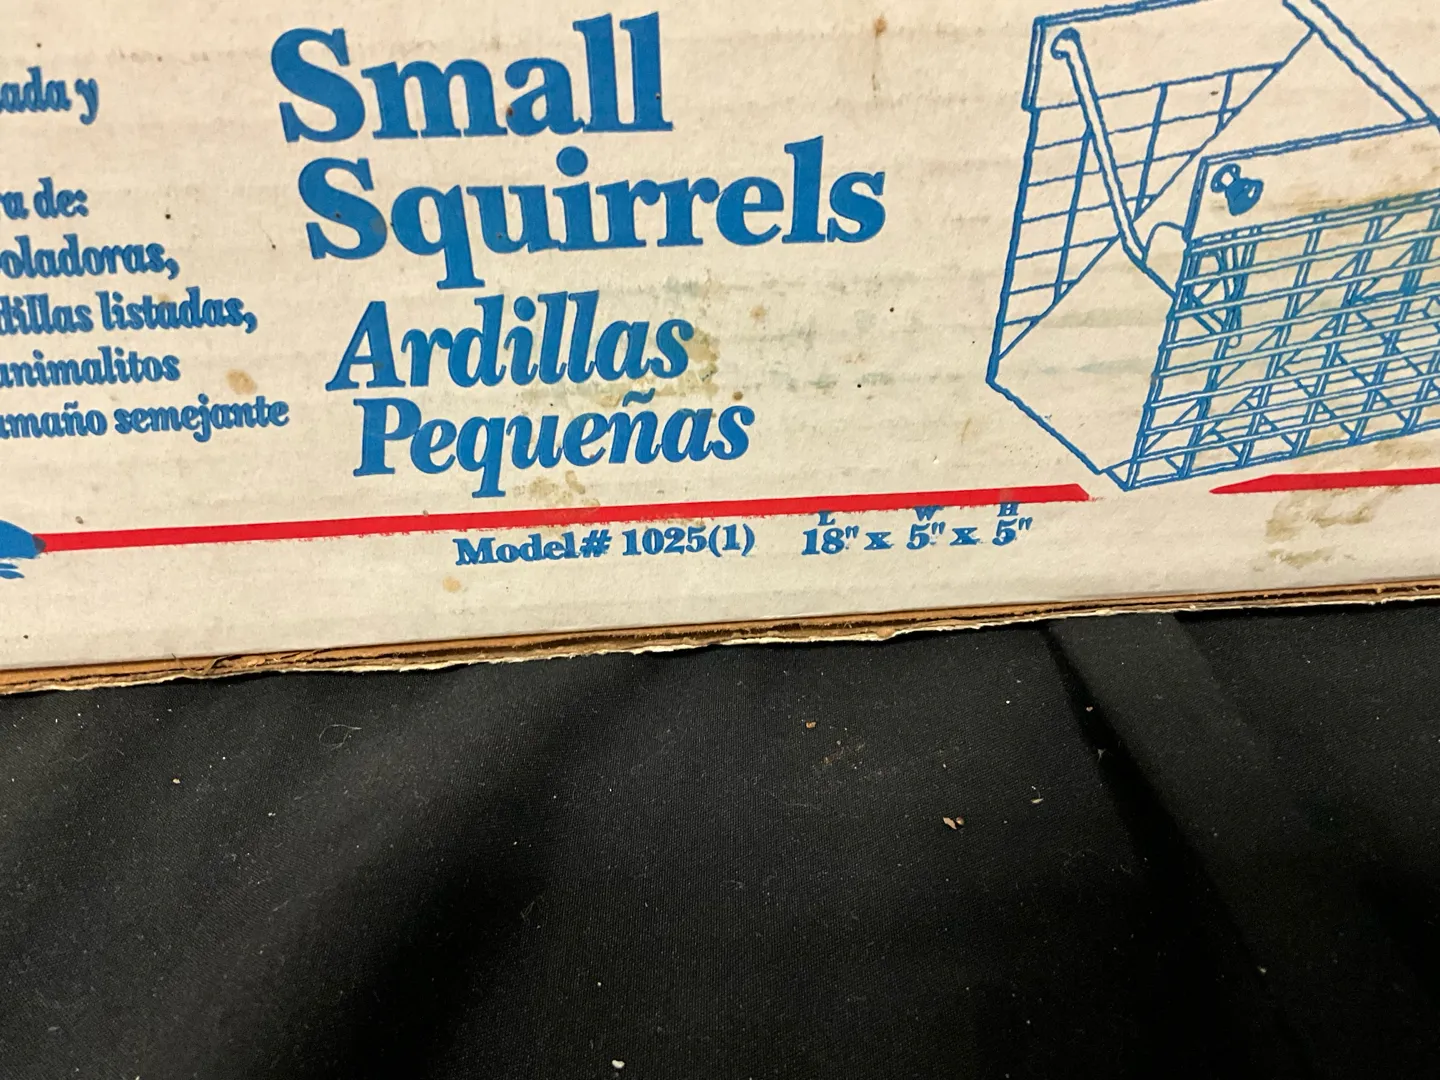 ada y
a de:
oladoras,
dillas listadas,
animalitos
amaño semejante
Small
Squirrels
Ardillas
Pequeñas
L W H
Model# 1025(1) 18" x 5" x 5"